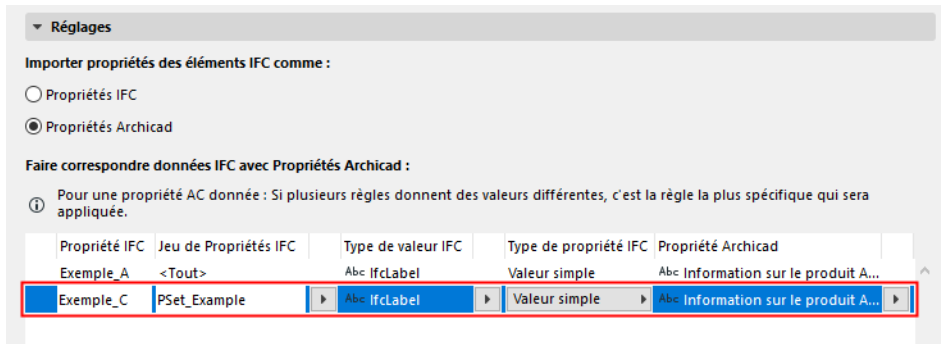 Réglages
Importer propriétés des éléments IFC comme :
Propriétés IFC
Propriétés Archicad
Faire correspondre données IFC avec Propriétés Archicad :
Pour une propriété AC donnée : Si plusieurs règles donnent des valeurs différentes, c'est la règle la plus spécifique qui sera
appliquée.
Propriété IFC Jeu de Propriétés IFC Type de valeur IFC Type de propriété IFC Propriété Archicad
Exemple_A <Tout> Abc IfcLabel Valeur simple Abc Information sur le produit A...
Exemple_C PSet_Example Abc IfcLabel Valeur simple Abc Information sur le produit A...